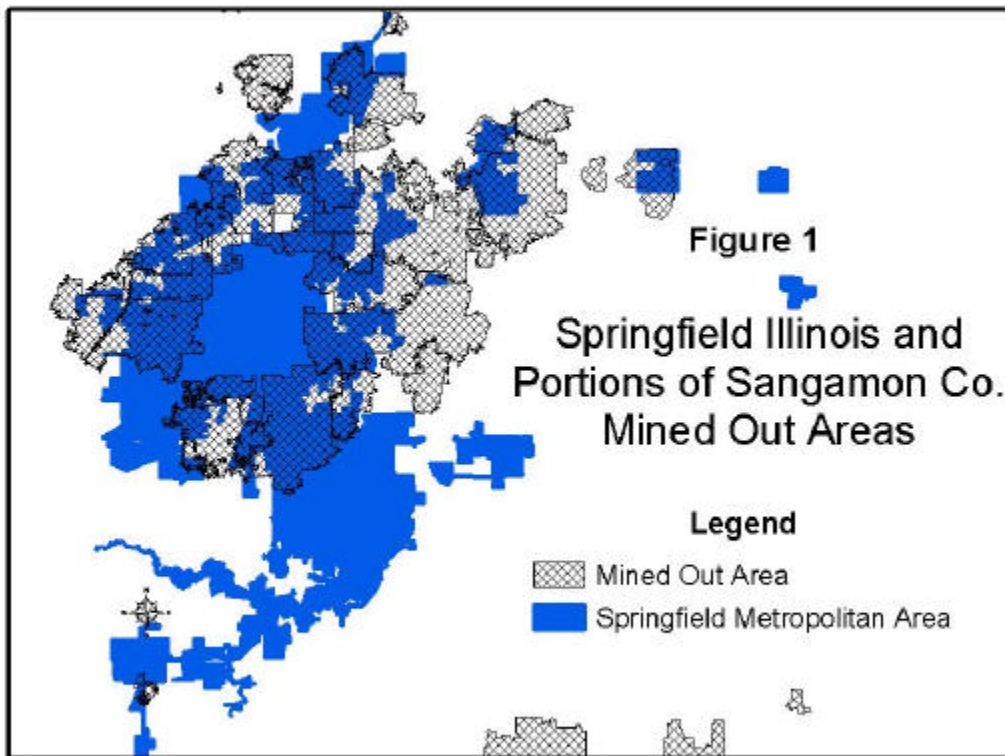 Figure 1
Springfield Illinois and
Portions of Sangamon Co.
Mined Out Areas
Legend
Mined Out Area
Springfield Metropolitan Area